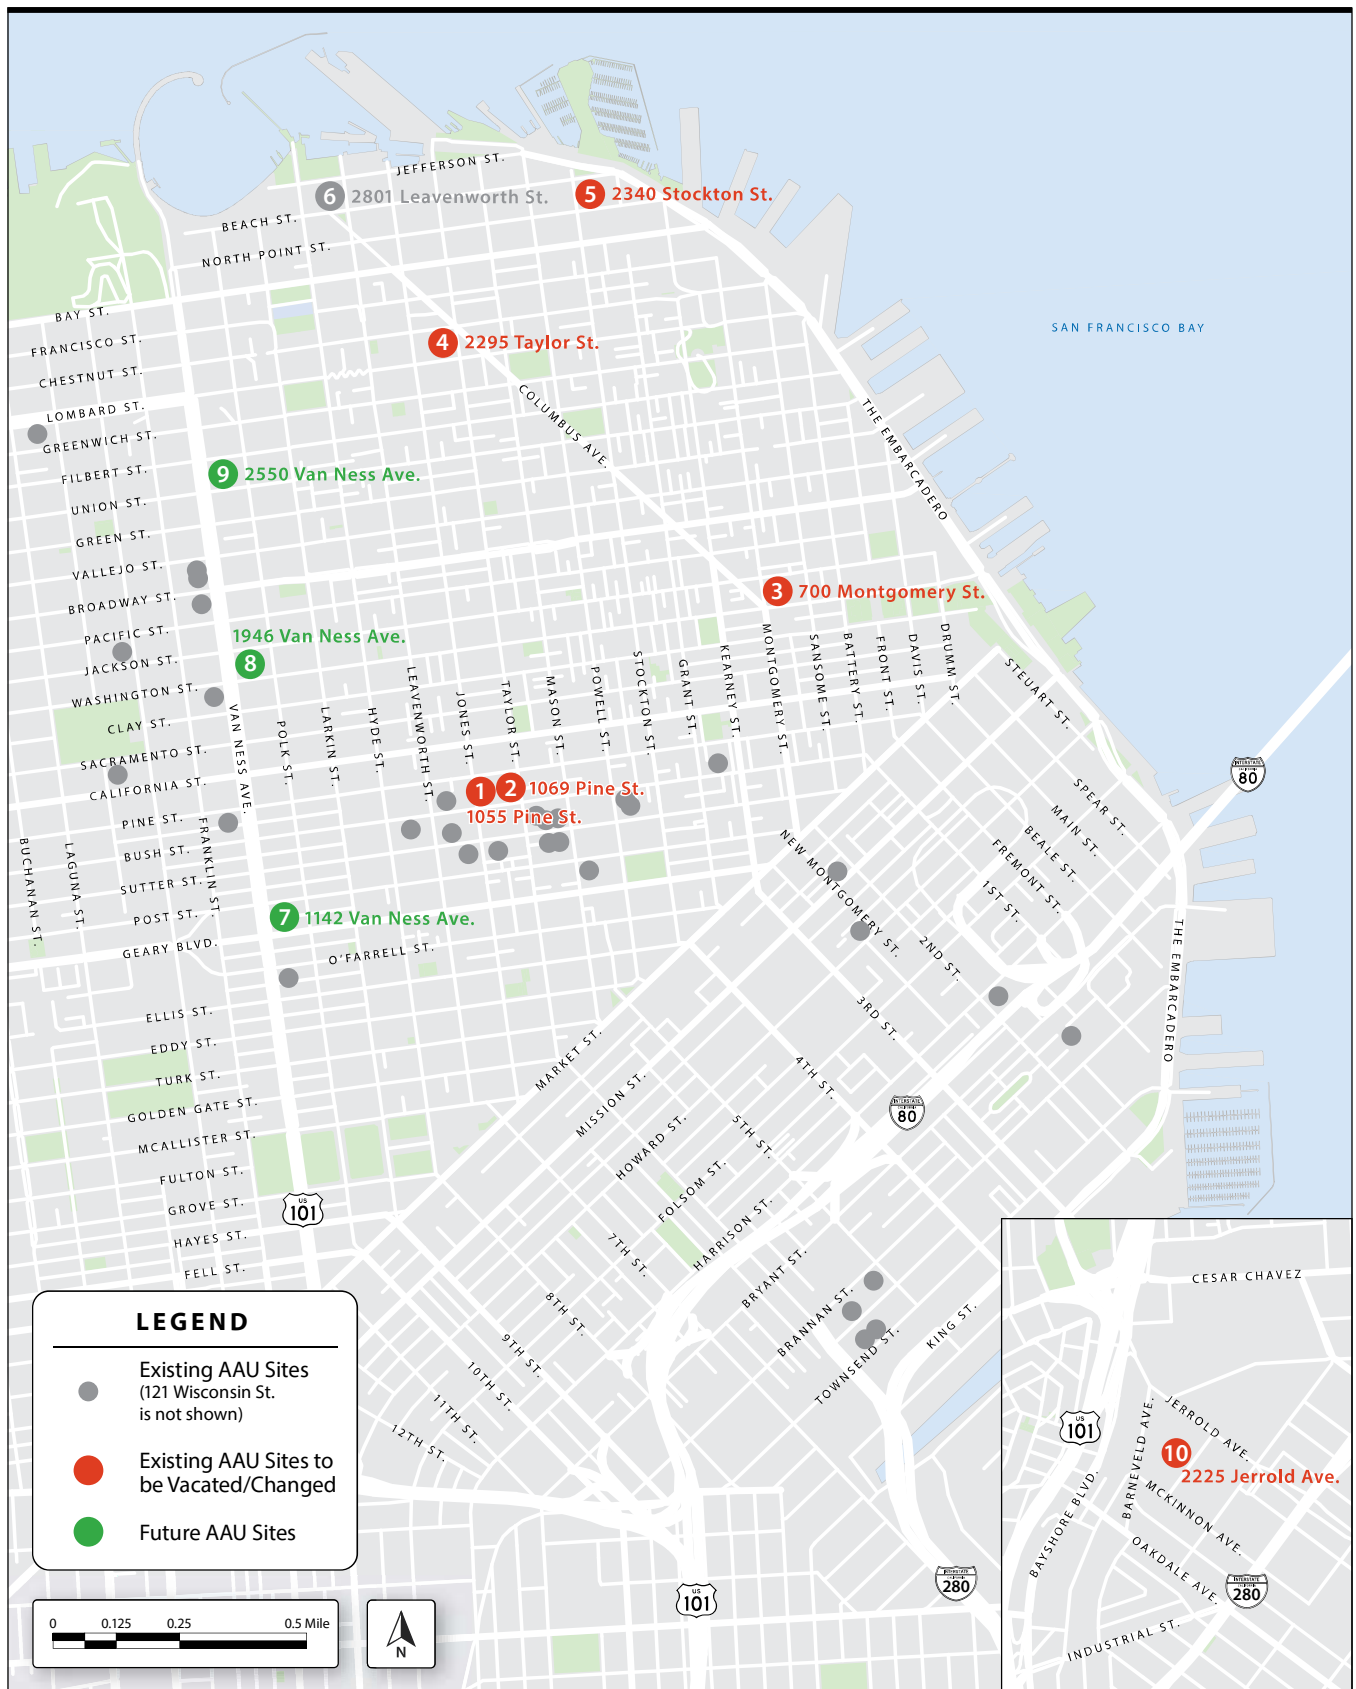 JEFFERSON ST.
6 2801 Leavenworth St.
5 2340 Stockton St.
BEACH ST.
NORTH POINT ST.
BAY ST.
SAN FRANCISCO BAY
FRANCISCO ST.
4 2295 Taylor St.
CHESTNUT ST.
LOMBARD ST.
COLUMBUS AVE.
THE EMBARCADERO
GREENWICH ST.
FILBERT ST.
9 2550 Van Ness Ave.
UNION ST.
GREEN ST.
VALLEJO ST.
BROADWAY ST.
3 700 Montgomery St.
PACIFIC ST.
1946 Van Ness Ave.
8
JACKSON ST.
WASHINGTON ST.
CLAY ST.
SACRAMENTO ST.
CALIFORNIA ST.
PINE ST.
BUSH ST.
SUTTER ST.
POST ST.
GEARY BLVD.
BUCHANAN ST.
LAGUNA ST.
FRANKLIN ST.
VAN NESS AVE.
POLK ST.
LARKIN ST.
HYDE ST.
LEAVENWORTH ST.
JONES ST.
TAYLOR ST.
MASON ST.
POWELL ST.
STOCKTON ST.
GRANT ST.
KEARNEY ST.
MONTGOMERY ST.
SANSOME ST.
BATTERY ST.
FRONT ST.
DAVIS ST.
DRUMM ST.
STEUART ST.
SPEAR ST.
MAIN ST.
BEALE ST.
FREMONT ST.
1ST ST.
INTERSTATE
CALIFORNIA
80
1
2 1069 Pine St.
1055 Pine St.
7 1142 Van Ness Ave.
O'FARRELL ST.
NEW MONTGOMERY ST.
2ND ST.
3RD ST.
4TH ST.
5TH ST.
THE EMBARCADERO
ELLIS ST.
EDDY ST.
TURK ST.
GOLDEN GATE ST.
MCALLISTER ST.
FULTON ST.
GROVE ST.
HAYES ST.
FELL ST.
MARKET ST.
MISSION ST.
HOWARD ST.
FOLSOM ST.
HARRISON ST.
BRYANT ST.
BRANNAN ST.
TOWNSEND ST.
KING ST.
INTERSTATE
CALIFORNIA
80
US
101
7TH ST.
8TH ST.
9TH ST.
10TH ST.
11TH ST.
12TH ST.
US
101
INTERSTATE
CALIFORNIA
280
CESAR CHAVEZ
US
101
JERROLD AVE.
BARNEVELD AVE.
10
2225 Jerrold Ave.
MCKINNON AVE.
BAYSHORE BLVD.
OAKDALE AVE.
INTERSTATE
CALIFORNIA
280
INDUSTRIAL ST.
LEGEND
Existing AAU Sites
(121 Wisconsin St.
is not shown)
Existing AAU Sites to
be Vacated/Changed
Future AAU Sites
0 0.125 0.25 0.5 Mile
N